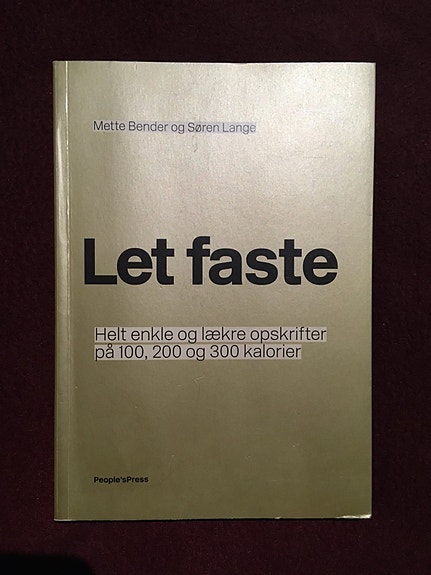 Mette Bender og Søren Lange
Let faste
Helt enkle og lækre opskrifter
på 100, 200 og 300 kalorier
People'sPress